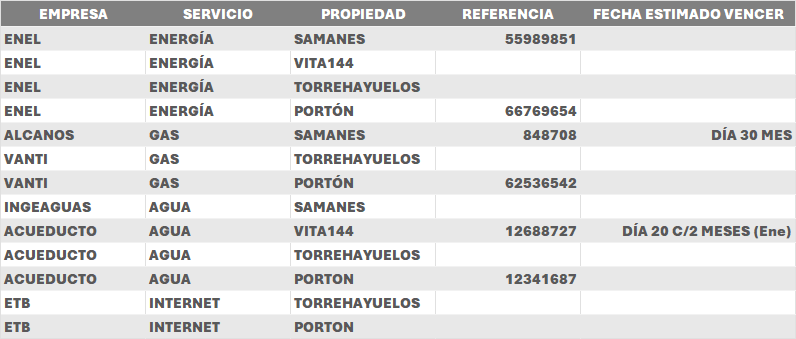 EMPRESA SERVICIO PROPIEDAD REFERENCIA FECHA ESTIMADO VENCER
ENEL ENERGÍA SAMANES 55989851
ENEL ENERGÍA VITA144
ENEL ENERGÍA TORREHAYUELOS
ENEL ENERGÍA PORTÓN 66769654
ALCANOS GAS SAMANES 848708 DÍA 30 MES
VANTI GAS TORREHAYUELOS
VANTI GAS PORTÓN 62536542
INGEAGUAS AGUA SAMANES
ACUEDUCTO AGUA VITA144 12688727 DÍA 20 C/2 MESES (Ene)
ACUEDUCTO AGUA TORREHAYUELOS
ACUEDUCTO AGUA PORTON 12341687
ETB INTERNET TORREHAYUELOS
ETB INTERNET PORTON